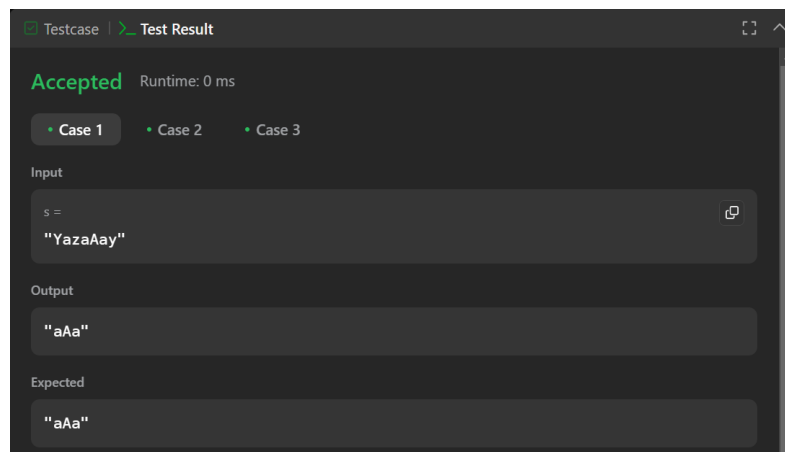 Testcase | >_ Test Result
Accepted Runtime: 0 ms
• Case 1 • Case 2 • Case 3
Input
s =
"YazaAay"
Output
"aAa"
Expected
"aAa"